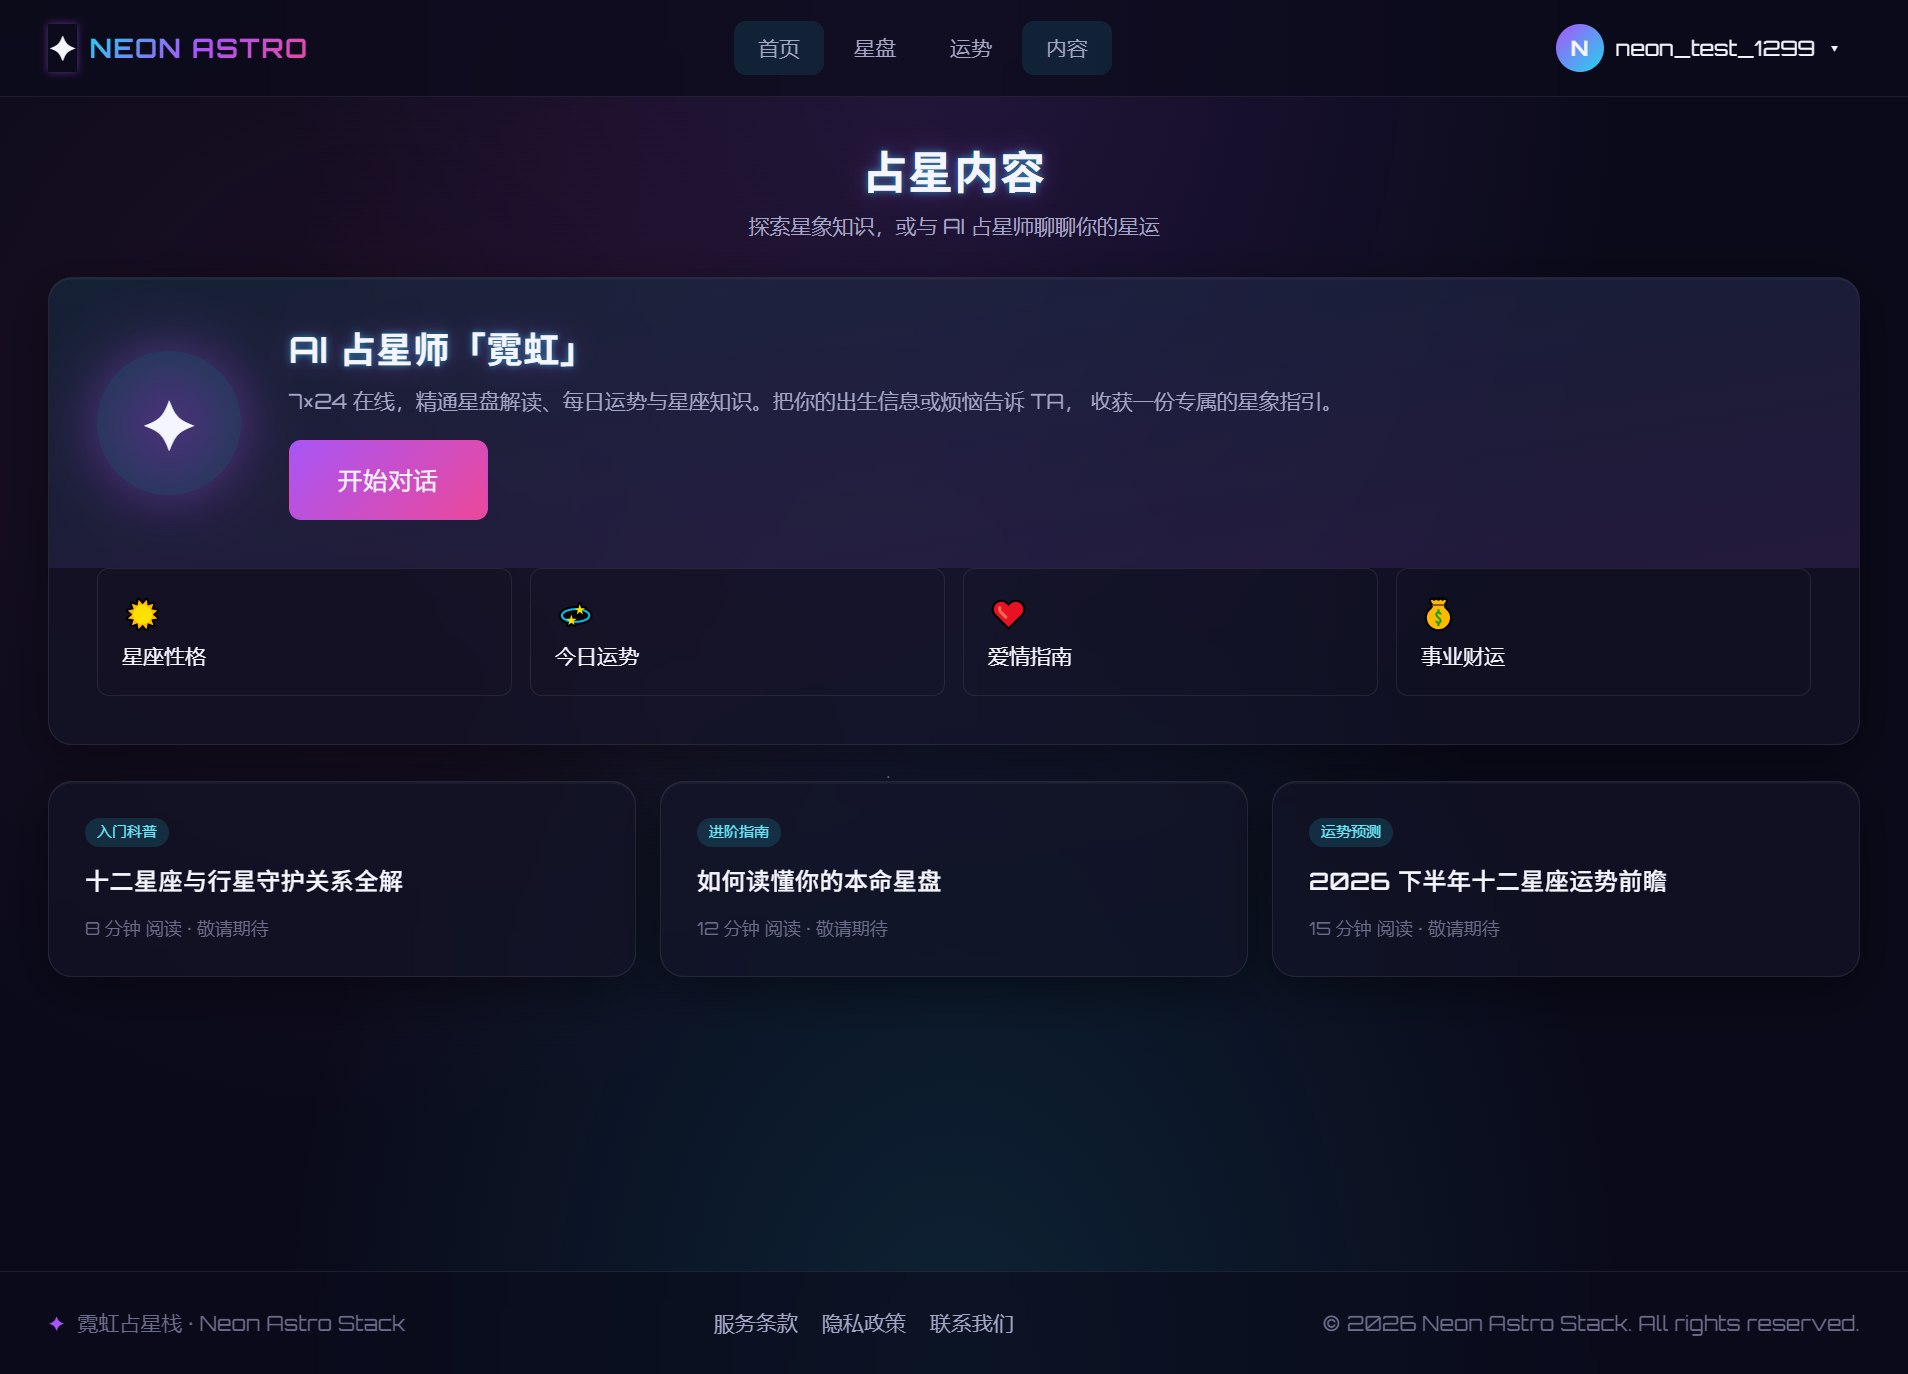 NEON ASTRO
首页
星盘
运势
内容
N
neon_test_1299
占星内容
探索星象知识，或与 AI 占星师聊聊你的星运
AI 占星师「霓虹」
7×24 在线，精通星盘解读、每日运势与星座知识。把你的出生信息或烦恼告诉 TA， 收获一份专属的星象指引。
开始对话
星座性格
今日运势
爱情指南
事业财运
入门科普
十二星座与行星守护关系全解
8 分钟 阅读 · 敬请期待
进阶指南
如何读懂你的本命星盘
12 分钟 阅读 · 敬请期待
运势预测
2026 下半年十二星座运势前瞻
15 分钟 阅读 · 敬请期待
霓虹占星栈 · Neon Astro Stack
服务条款
隐私政策
联系我们
© 2026 Neon Astro Stack. All rights reserved.